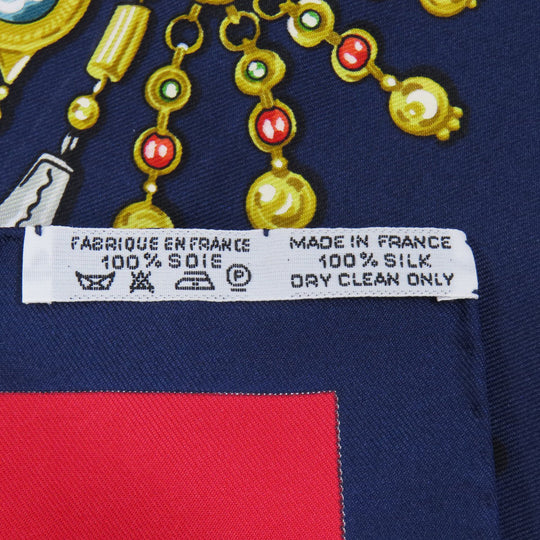 FABRIQUE EN FRANCE
100% SOIE
P
MADE IN FRANCE
100% SILK
DRY CLEAN ONLY